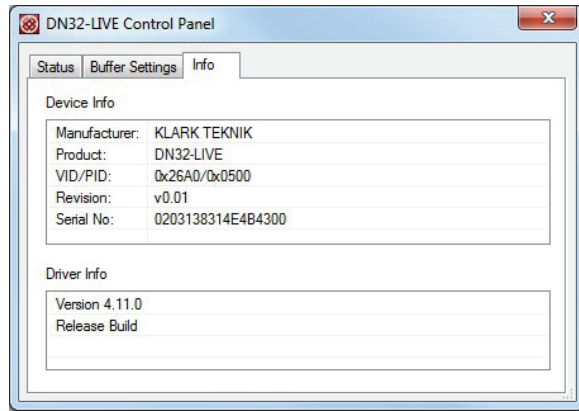 DN32-LIVE Control Panel
Status Buffer Settings Info
Device Info
Manufacturer: KLARK TEKNIK
Product: DN32-LIVE
VID/PID: 0x26A0/0x0500
Revision: v0.01
Serial No: 0203138314E4B4300
Driver Info
Version 4.11.0
Release Build